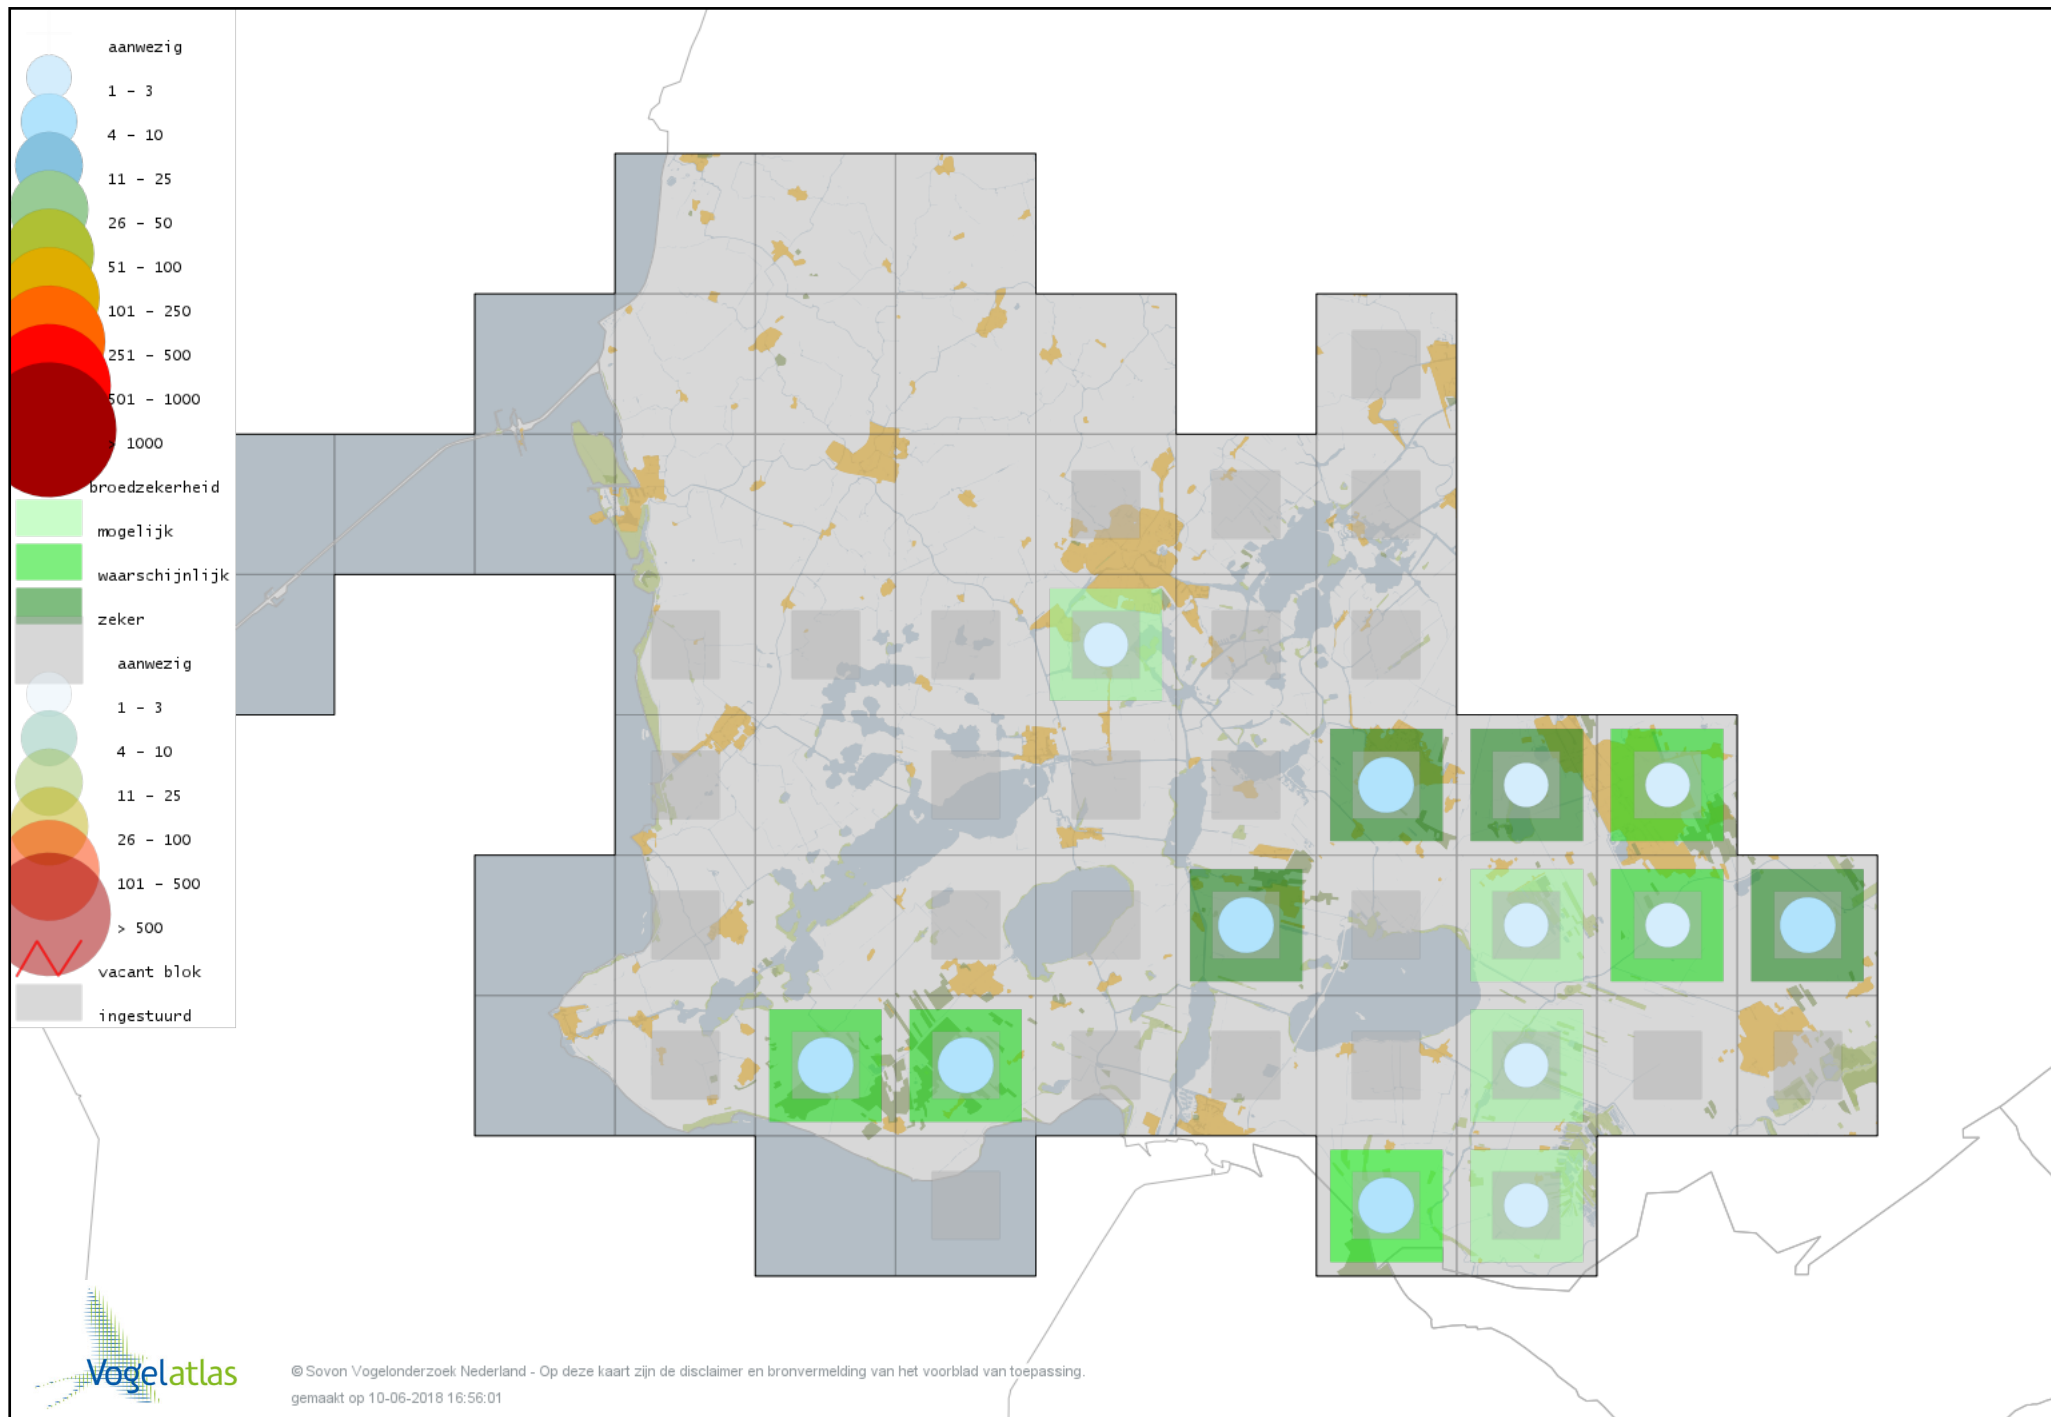 aanwezig
1 - 3
4 - 10
11 - 25
26 - 50
51 - 100
101 - 250
251 - 500
501 - 1000
> 1000
broedzekerheid
mogelijk
waarschijnlijk
zeker
aanwezig
1 - 3
4 - 10
11 - 25
26 - 100
101 - 500
> 500
vacant blok
ingestuurd
Vogelatlas
© Sovon Vogelonderzoek Nederland - Op deze kaart zijn de disclaimer en bronvermelding van het voorblad van toepassing.
gemaakt op 10-06-2018 16:56:01